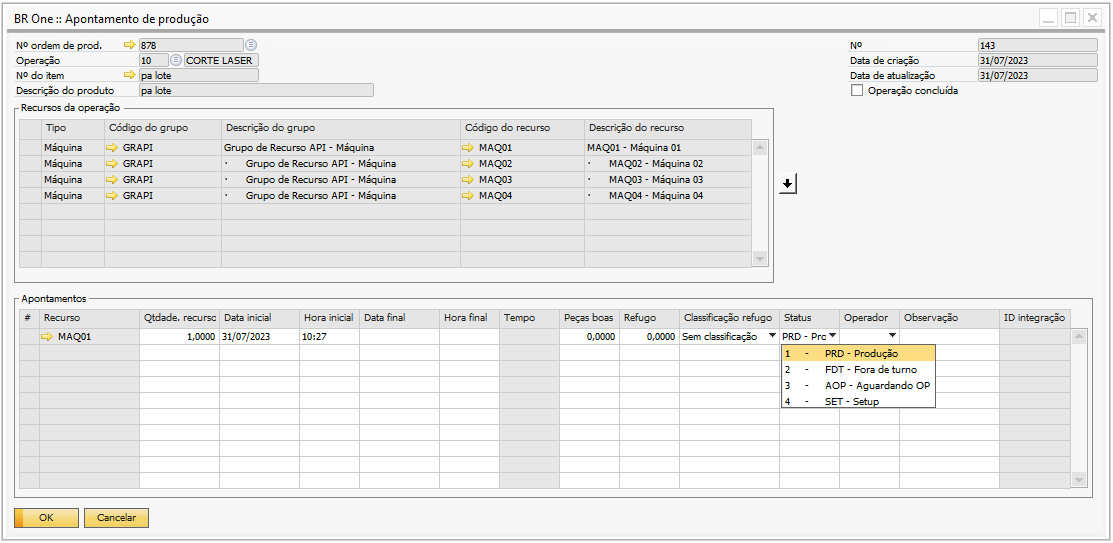 BR One :: Apontamento de produção
Nº ordem de prod. 878
Operação 10 CORTE LASER
Nº do item pa lote
Descrição do produto pa lote
Nº 143
Data de criação 31/07/2023
Data de atualização 31/07/2023
Operação concluída
Recursos da operação
Tipo Código do grupo Descrição do grupo Código do recurso Descrição do recurso
Máquina GRAPI Grupo de Recurso API - Máquina MAQ01 MAQ01 - Máquina 01
Máquina GRAPI · Grupo de Recurso API - Máquina MAQ02 · MAQ02 - Máquina 02
Máquina GRAPI · Grupo de Recurso API - Máquina MAQ03 · MAQ03 - Máquina 03
Máquina GRAPI · Grupo de Recurso API - Máquina MAQ04 · MAQ04 - Máquina 04
Apontamentos
# Recurso Qtdade. recurso Data inicial Hora inicial Data final Hora final Tempo Peças boas Refugo Classificação refugo Status Operador Observação ID integração
MAQ01 1,0000 31/07/2023 10:27 0,0000 0,0000 Sem classificação PRD - Prc
1 - PRD - Produção
2 - FDT - Fora de turno
3 - AOP - Aguardando OP
4 - SET - Setup
OK Cancelar